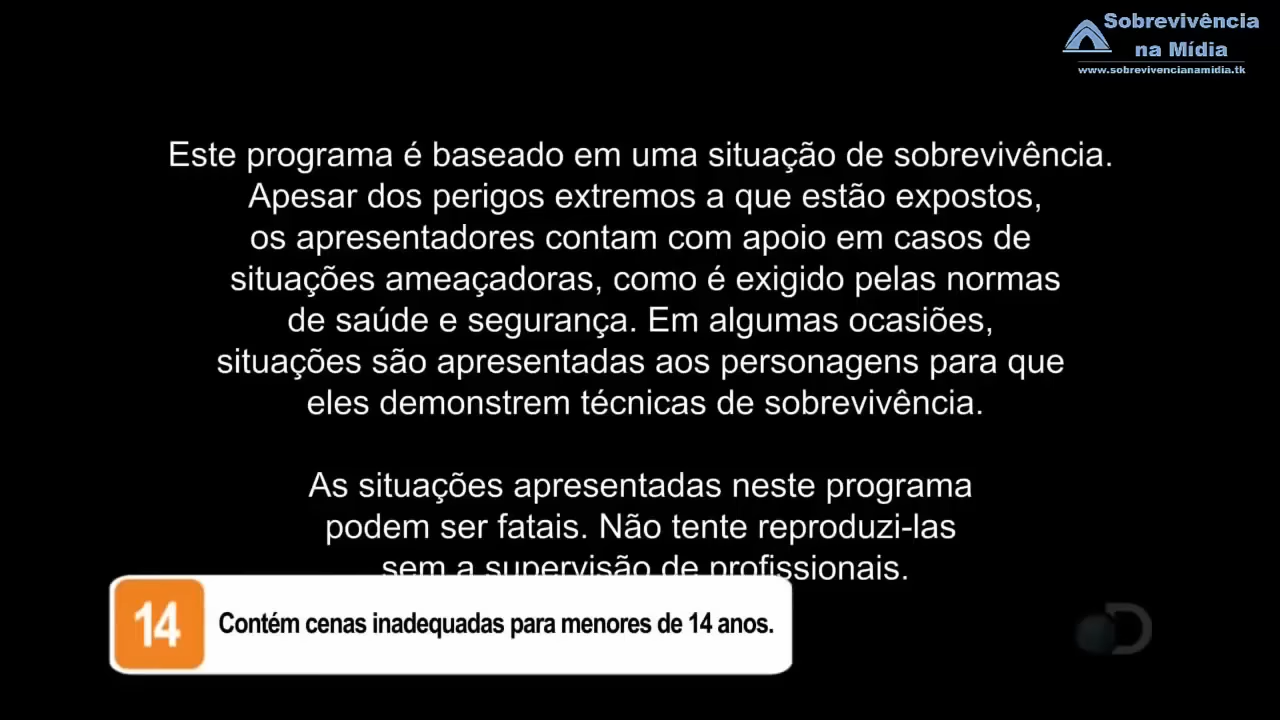 Sobrevivência
na Mídia
www.sobrevivencianamidia.tk
Este programa é baseado em uma situação de sobrevivência.
Apesar dos perigos extremos a que estão expostos,
os apresentadores contam com apoio em casos de
situações ameaçadoras, como é exigido pelas normas
de saúde e segurança. Em algumas ocasiões,
situações são apresentadas aos personagens para que
eles demonstrem técnicas de sobrevivência.
As situações apresentadas neste programa
podem ser fatais. Não tente reproduzi-las
sem a supervisão de profissionais.
14 Contém cenas inadequadas para menores de 14 anos.
D